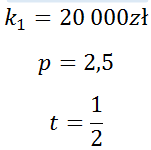 k₁ = 20 000zł
p = 2,5
t = 1/2